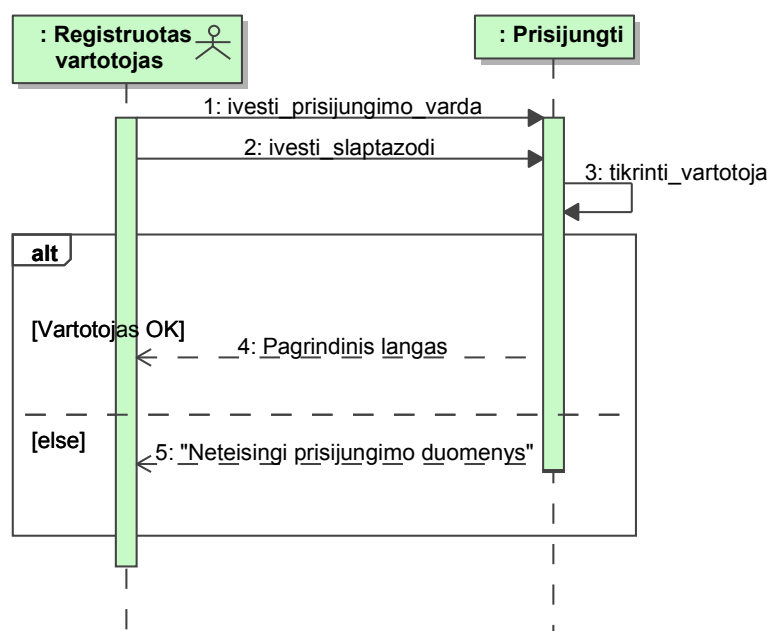 : Registruotas
vartotojas
: Prisijungti
1: ivesti_prisijungimo_varda
2: ivesti_slaptazodi
3: tikrinti_vartotoja
alt
[Vartotojas OK]
4: Pagrindinis langas
[else]
5: "Neteisingi prisijungimo duomenys"